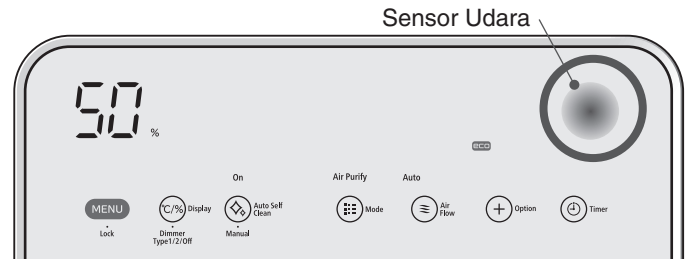 Sensor Udara
50 %
eco
On Air Purify Auto
MENU ℃/% Display Auto Self Clean Mode Air Flow Option Timer
Lock Dimmer Type1/2/Off Manual